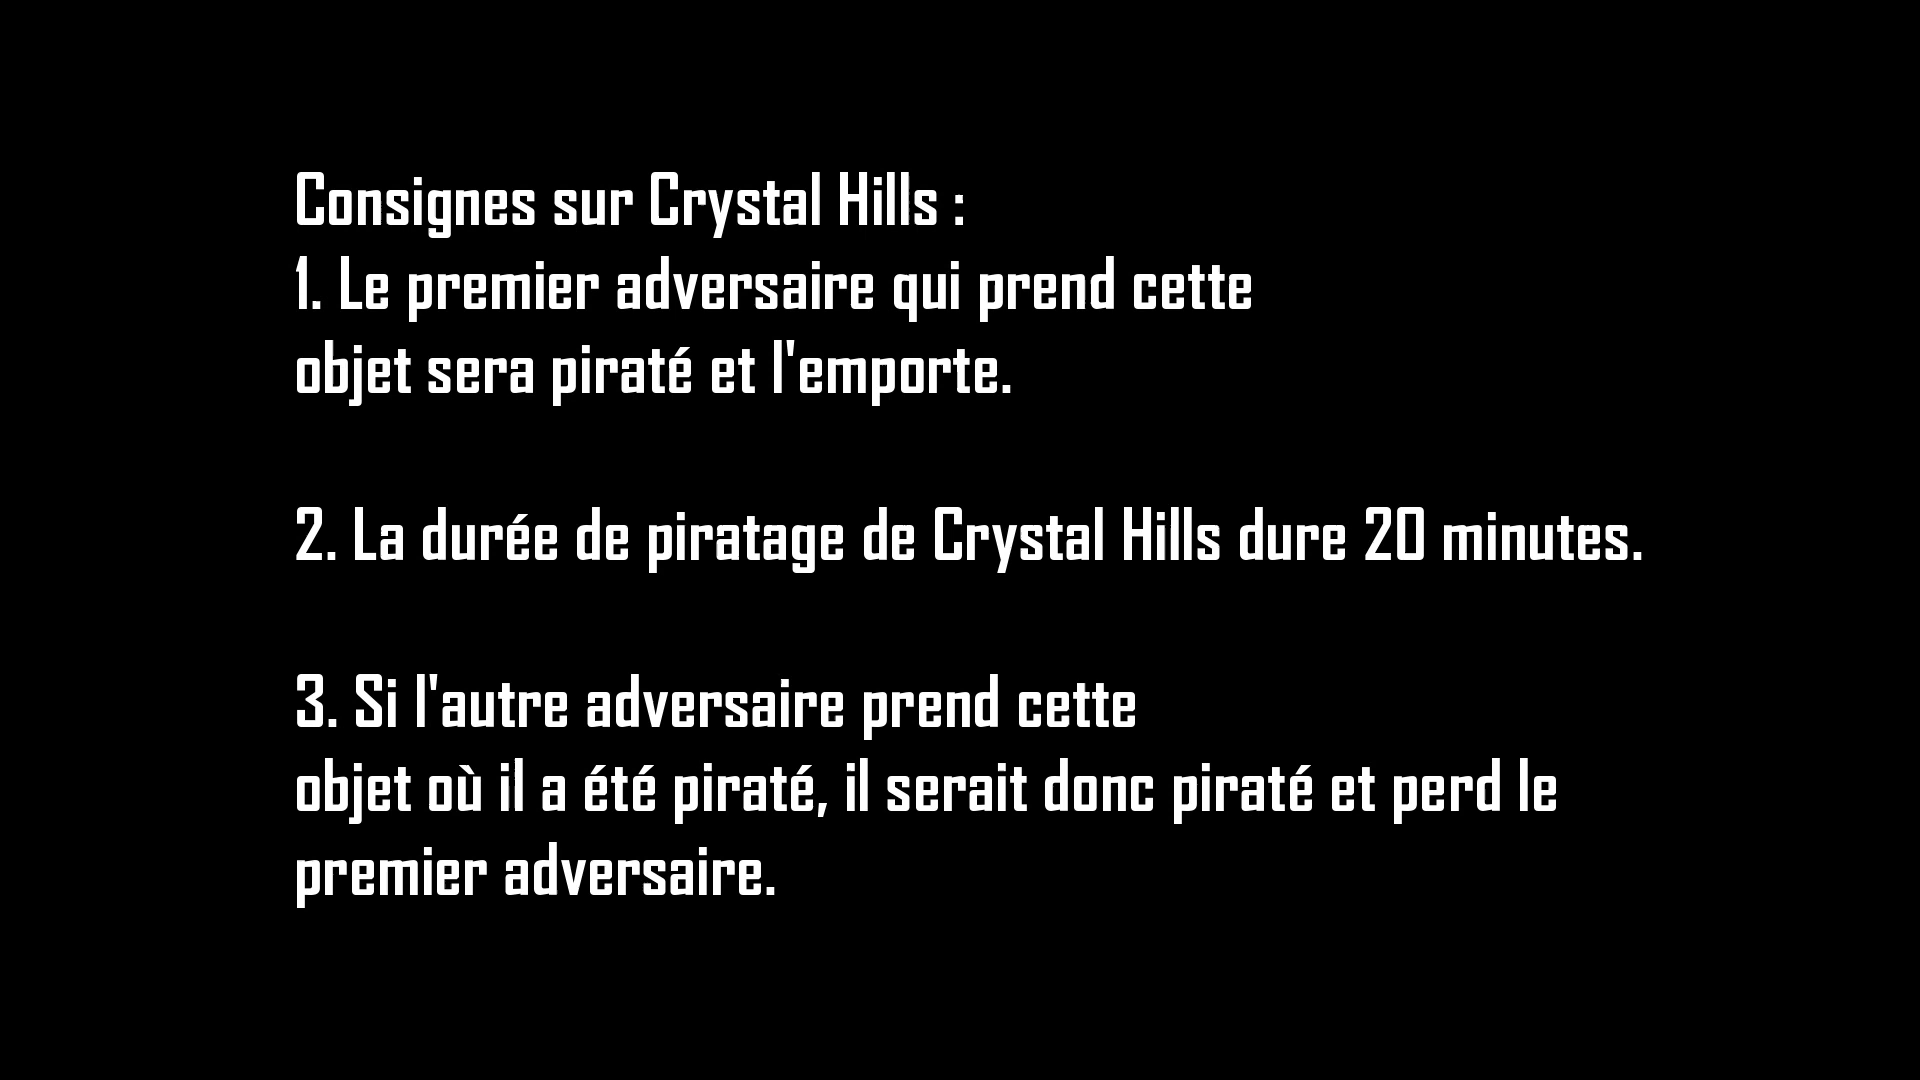 Consignes sur Crystal Hills :
1. Le premier adversaire qui prend cette
objet sera piraté et l'emporte.
2. La durée de piratage de Crystal Hills dure 20 minutes.
3. Si l'autre adversaire prend cette
objet où il a été piraté, il serait donc piraté et perd le
premier adversaire.